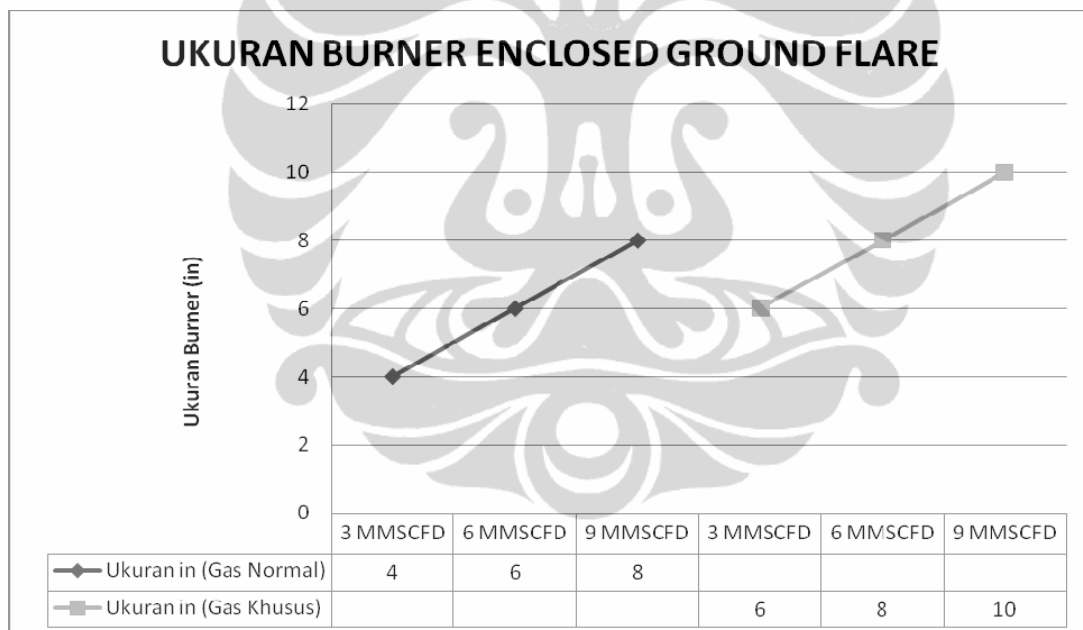 UKURAN BURNER ENCLOSED GROUND FLARE
12
10
8
6
4
2
0
Ukuran Burner (in)
3 MMSCFD 6 MMSCFD 9 MMSCFD 3 MMSCFD 6 MMSCFD 9 MMSCFD
Ukuran in (Gas Normal) 4 6 8
Ukuran in (Gas Khusus) 6 8 10